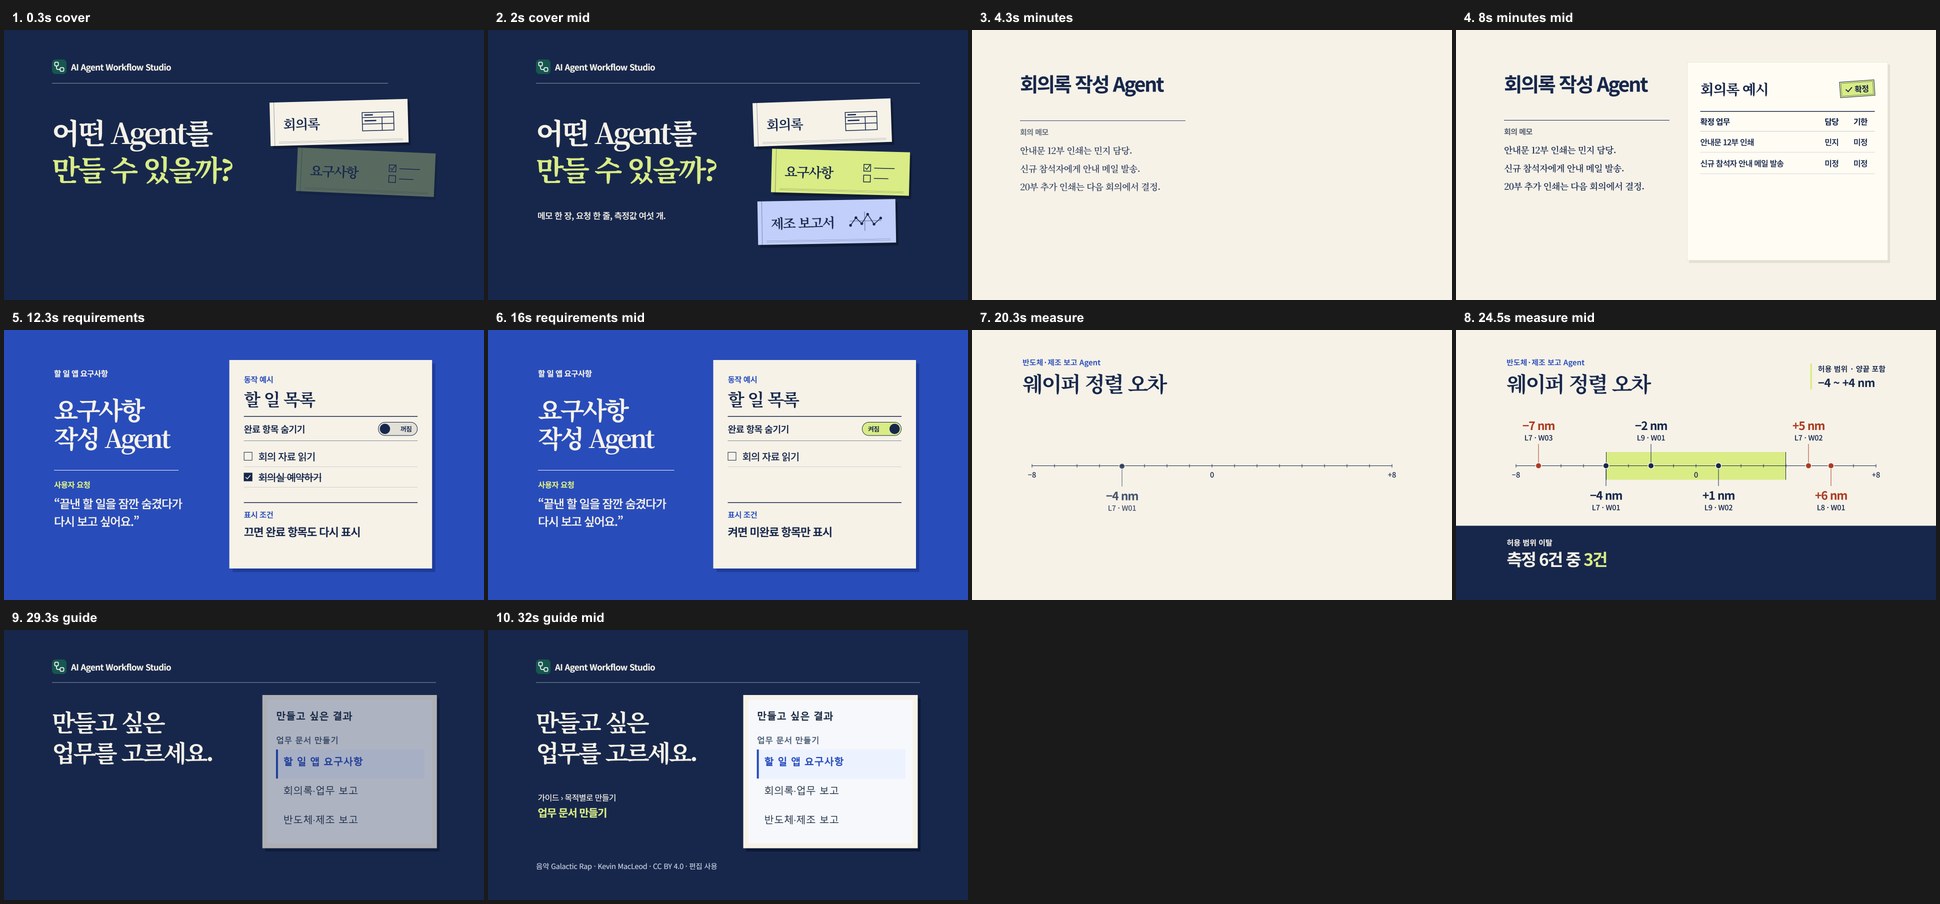 1. 0.3s cover
AI Agent Workflow Studio
어떤 Agent를
만들 수 있을까?
회의록
요구사항
2. 2s cover mid
AI Agent Workflow Studio
어떤 Agent를
만들 수 있을까?
메모 한 장, 요청 한 줄, 측정값 여섯 개.
회의록
요구사항
제조 보고서
3. 4.3s minutes
회의록 작성 Agent
회의 메모
안내문 12부 인쇄는 민지 담당.
신규 참석자에게 안내 메일 발송.
20부 추가 인쇄는 다음 회의에서 결정.
4. 8s minutes mid
회의록 작성 Agent
회의 메모
안내문 12부 인쇄는 민지 담당.
신규 참석자에게 안내 메일 발송.
20부 추가 인쇄는 다음 회의에서 결정.
회의록 예시
✓ 확정
확정 업무 담당 기한
안내문 12부 인쇄 민지 미정
신규 참석자 안내 메일 발송 미정 미정
5. 12.3s requirements
할 일 앱 요구사항
요구사항
작성 Agent
사용자 요청
“끝낸 할 일을 잠깐 숨겼다가
다시 보고 싶어요.”
동작 예시
할 일 목록
완료 항목 숨기기 꺼짐
회의 자료 읽기
회의실 예약하기
표시 조건
끄면 완료 항목도 다시 표시
6. 16s requirements mid
할 일 앱 요구사항
요구사항
작성 Agent
사용자 요청
“끝낸 할 일을 잠깐 숨겼다가
다시 보고 싶어요.”
동작 예시
할 일 목록
완료 항목 숨기기 켜짐
회의 자료 읽기
표시 조건
켜면 미완료 항목만 표시
7. 20.3s measure
반도체·제조 보고 Agent
웨이퍼 정렬 오차
−8 0 +8
−4 nm
L7 · W01
8. 24.5s measure mid
반도체·제조 보고 Agent
웨이퍼 정렬 오차
허용 범위 · 양끝 포함
−4 ~ +4 nm
−7 nm −2 nm +5 nm
L7 · W03 L9 · W01 L7 · W02
−8 0 +8
−4 nm +1 nm +6 nm
L7 · W01 L9 · W02 L8 · W01
허용 범위 이탈
측정 6건 중 3건
9. 29.3s guide
AI Agent Workflow Studio
만들고 싶은
업무를 고르세요.
만들고 싶은 결과
업무 문서 만들기
할 일 앱 요구사항
회의록·업무 보고
반도체·제조 보고
10. 32s guide mid
AI Agent Workflow Studio
만들고 싶은
업무를 고르세요.
가이드 › 목적별로 만들기
업무 문서 만들기
만들고 싶은 결과
업무 문서 만들기
할 일 앱 요구사항
회의록·업무 보고
반도체·제조 보고
음악 Galactic Rap · Kevin MacLeod · CC BY 4.0 · 편집 사용